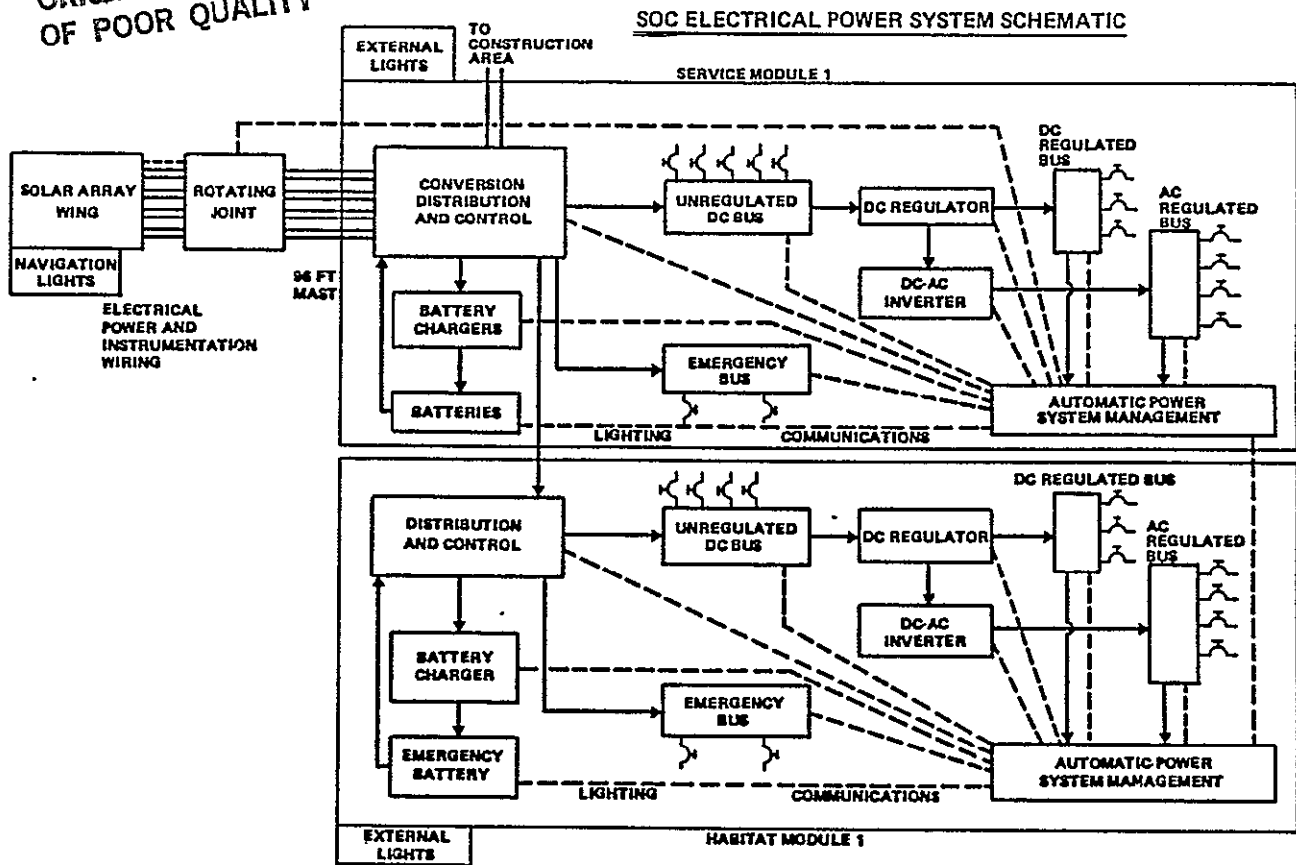 OF POOR QUALITY
SOC ELECTRICAL POWER SYSTEM SCHEMATIC
EXTERNAL
LIGHTS
TO
CONSTRUCTION
AREA
SERVICE MODULE 1
SOLAR ARRAY
WING
NAVIGATION
LIGHTS
ROTATING
JOINT
ELECTRICAL
POWER AND
INSTRUMENTATION
WIRING
96 FT
MAST
CONVERSION
DISTRIBUTION
AND CONTROL
UNREGULATED
DC BUS
DC REGULATOR
DC
REGULATED
BUS
AC
REGULATED
BUS
DC-AC
INVERTER
BATTERY
CHARGERS
EMERGENCY
BUS
BATTERIES
LIGHTING
COMMUNICATIONS
AUTOMATIC POWER
SYSTEM MANAGEMENT
DISTRIBUTION
AND CONTROL
UNREGULATED
DC BUS
DC REGULATOR
DC REGULATED BUS
AC
REGULATED
BUS
DC-AC
INVERTER
BATTERY
CHARGER
EMERGENCY
BUS
EMERGENCY
BATTERY
LIGHTING
COMMUNICATIONS
AUTOMATIC POWER
SYSTEM MANAGEMENT
EXTERNAL
LIGHTS
HABITAT MODULE 1